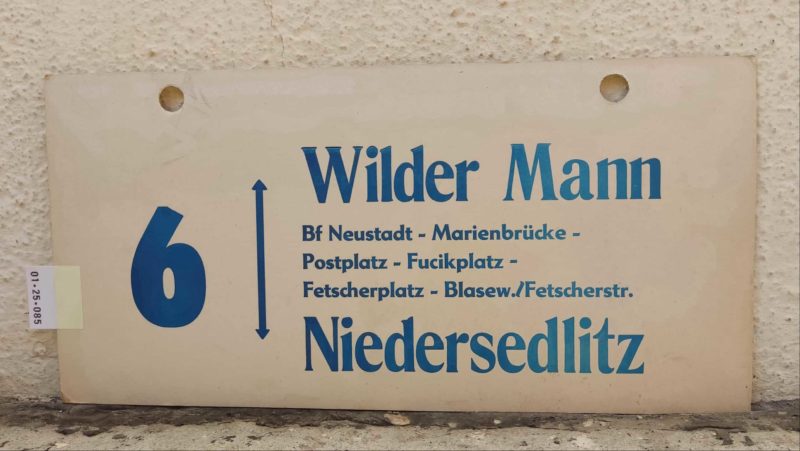 01•25•085
6
Wilder Mann
Bf Neustadt - Marienbrücke -
Postplatz - Fucikplatz -
Fetscherplatz - Blasew./Fetscherstr.
Niedersedlitz